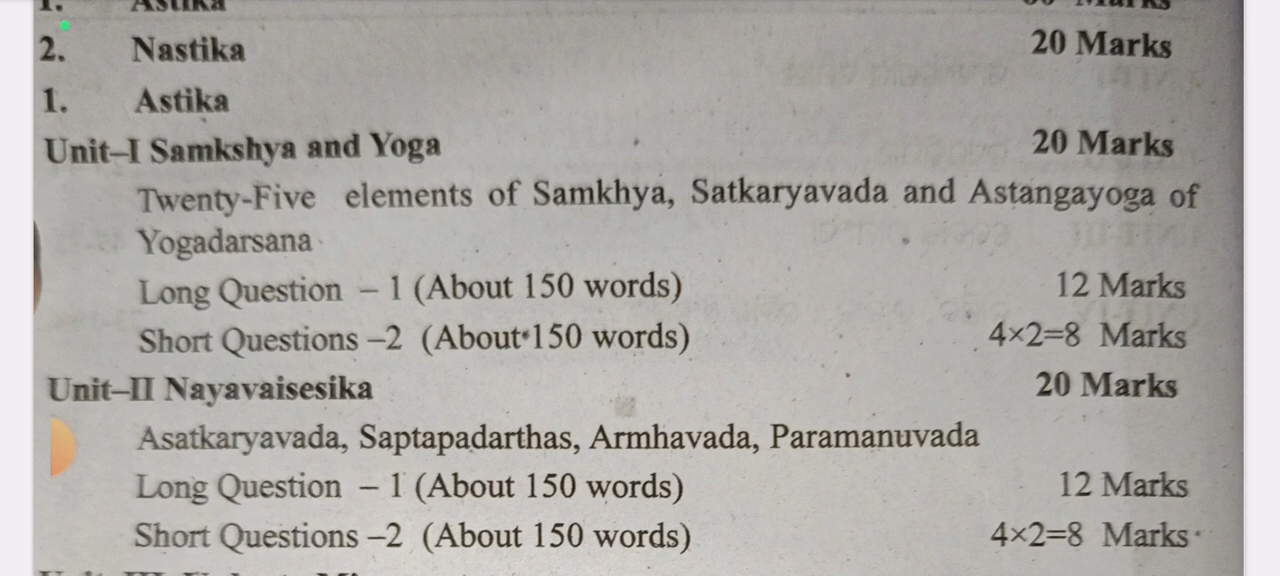 1. Astika Marks
2. Nastika 20 Marks
1. Astika
Unit–I Samkshya and Yoga 20 Marks
Twenty-Five elements of Samkhya, Satkaryavada and Astangayoga of
Yogadarsana
Long Question – 1 (About 150 words) 12 Marks
Short Questions –2 (About 150 words) 4×2=8 Marks
Unit–II Nayavaisesika 20 Marks
Asatkaryavada, Saptapadarthas, Armhavada, Paramanuvada
Long Question – 1 (About 150 words) 12 Marks
Short Questions –2 (About 150 words) 4×2=8 Marks